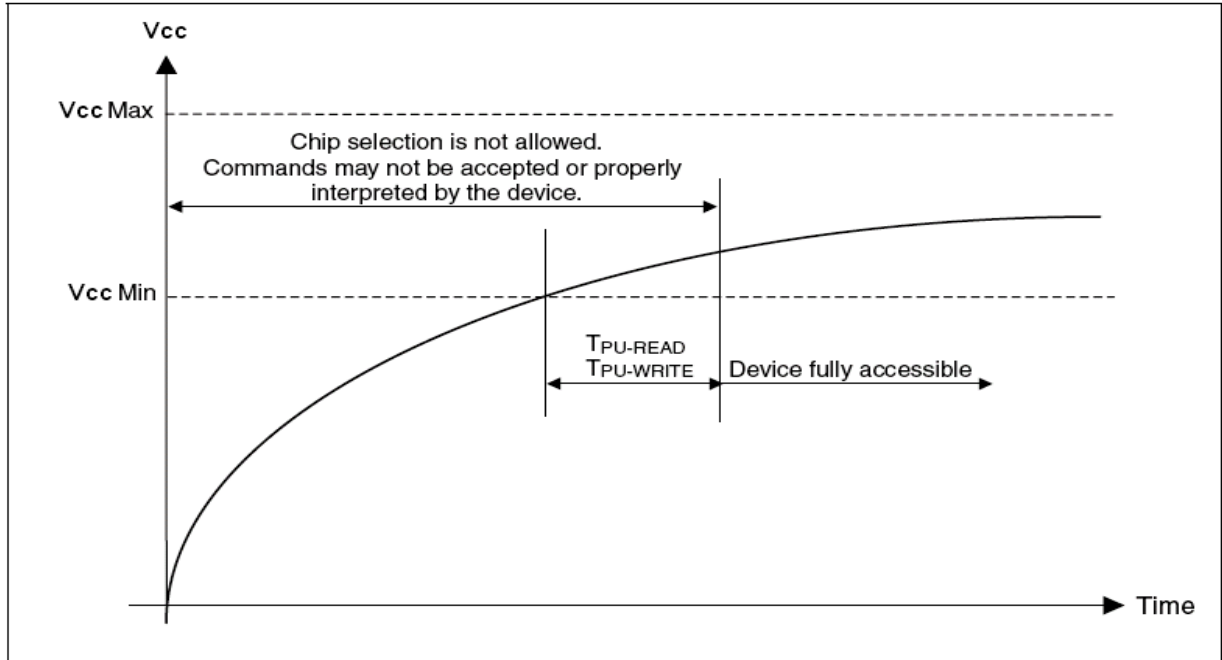 Vcc
Vcc Max
Chip selection is not allowed.
Commands may not be accepted or properly
interpreted by the device.
Vcc Min
TPU-READ
TPU-WRITE
Device fully accessible
Time